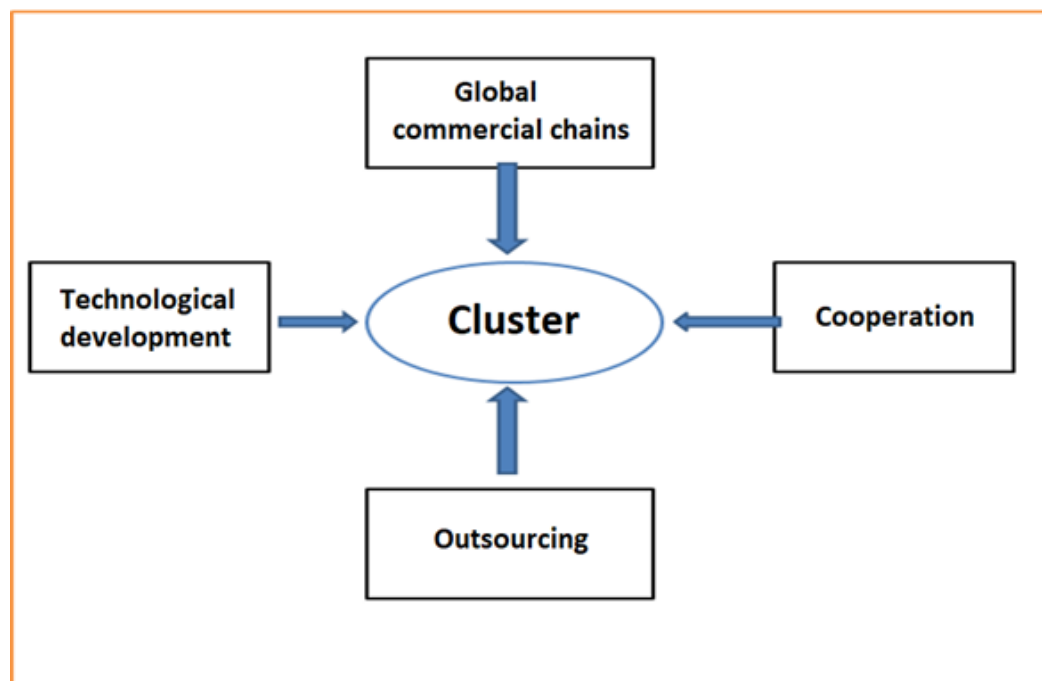 Global
commercial chains
Technological
development
Cluster
Cooperation
Outsourcing